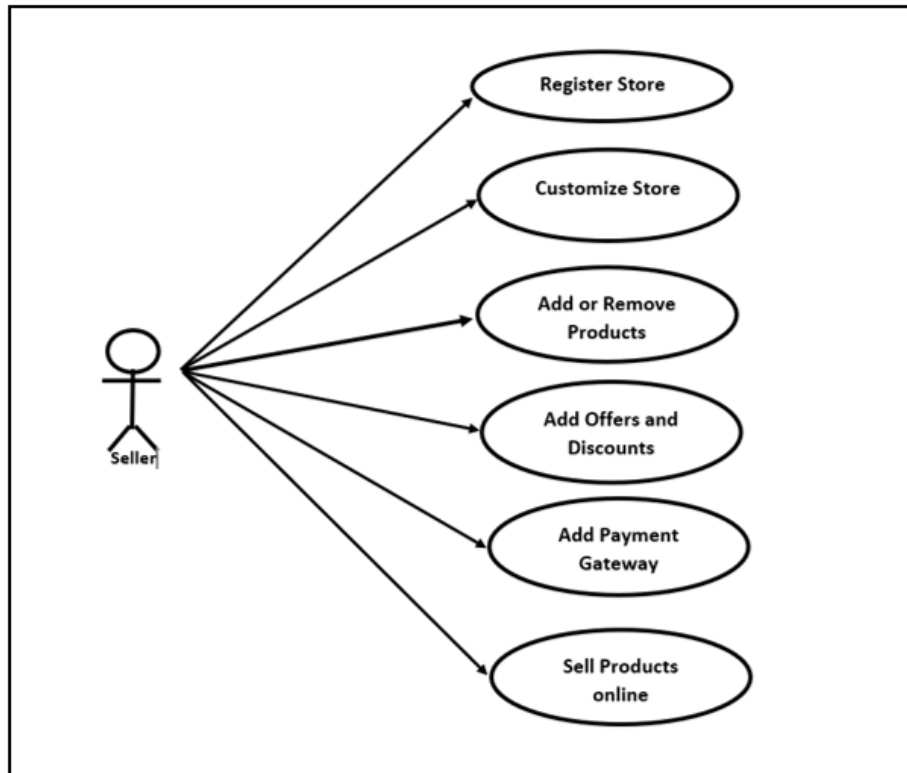 Register Store
Customize Store
Add or Remove
Products
Add Offers and
Discounts
Seller
Add Payment
Gateway
Sell Products
online